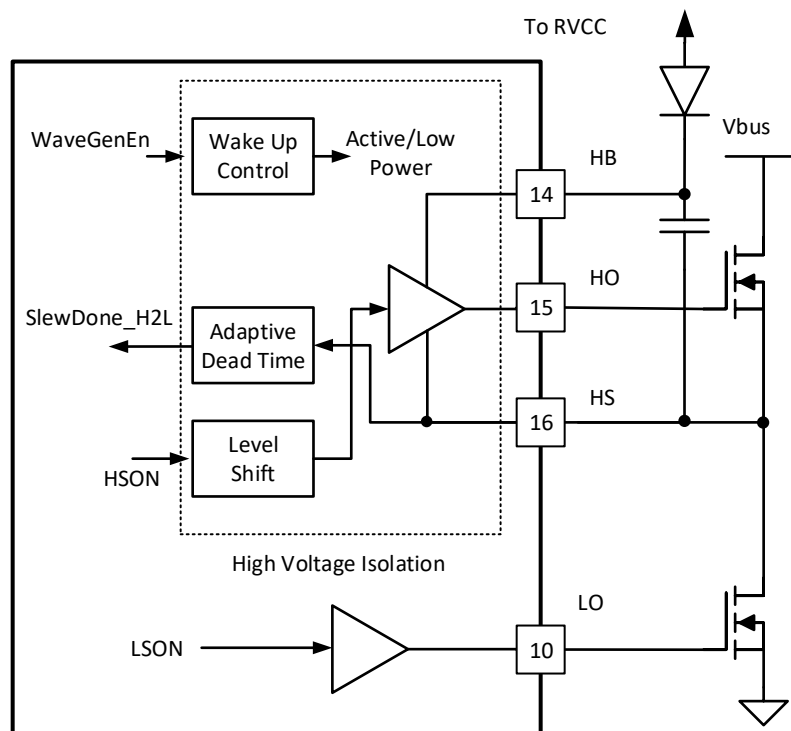 To RVCC
Vbus
WaveGenEn
Wake Up
Control
Active/Low
Power
HB
14
HO
15
SlewDone_H2L
Adaptive
Dead Time
HS
16
HSON
Level
Shift
High Voltage Isolation
LO
LSON
10